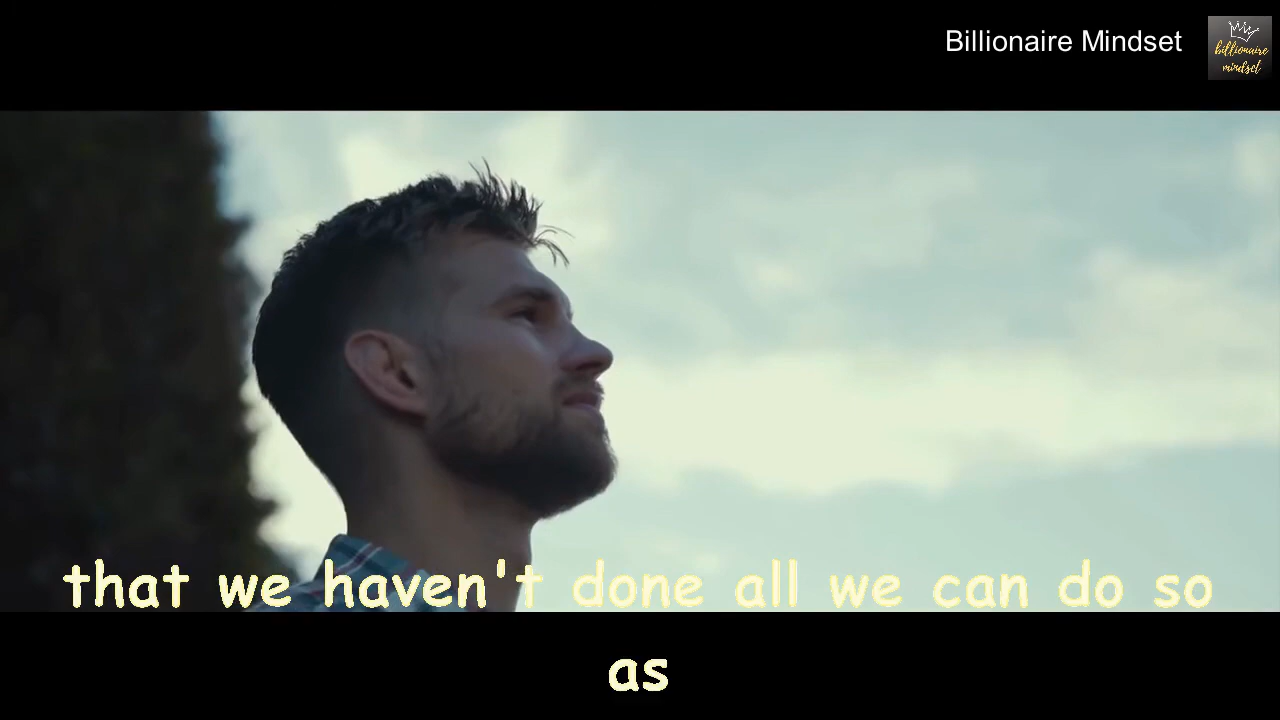 Billionaire Mindset
billionaire
mindset
that we haven't done all we can do so
as